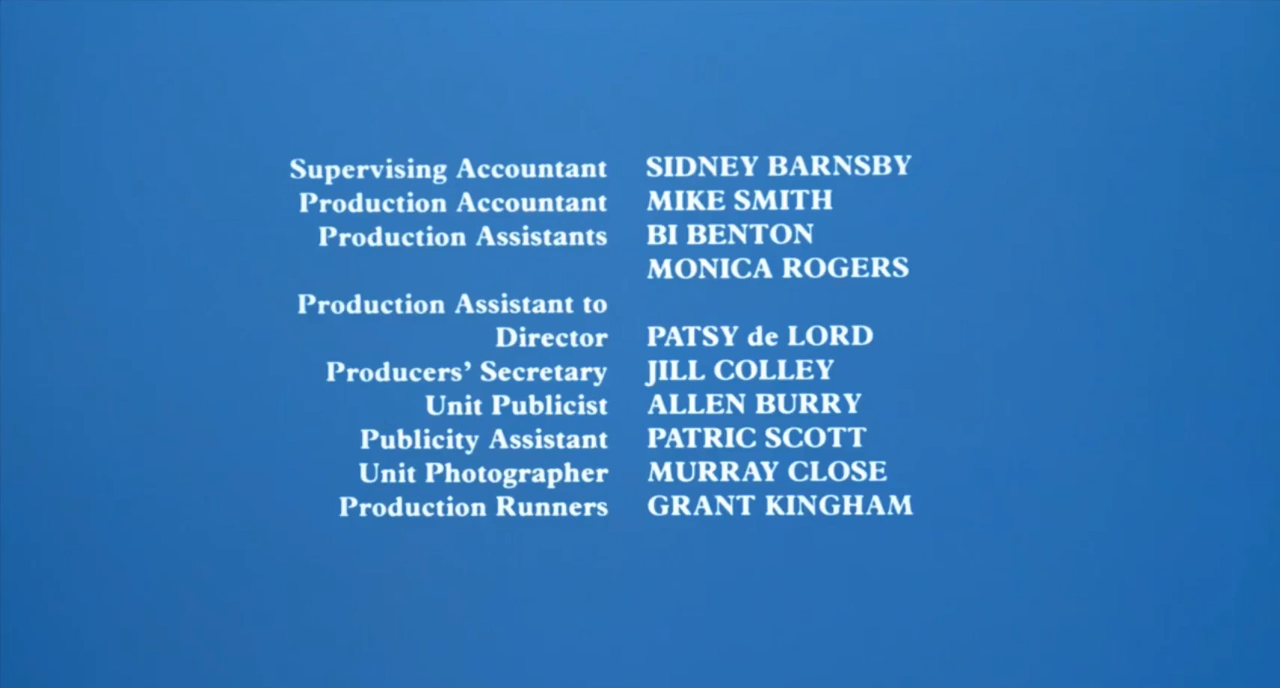 Supervising Accountant SIDNEY BARNSBY
Production Accountant MIKE SMITH
Production Assistants BI BENTON
MONICA ROGERS
Production Assistant to
Director PATSY de LORD
Producers’ Secretary JILL COLLEY
Unit Publicist ALLEN BURRY
Publicity Assistant PATRIC SCOTT
Unit Photographer MURRAY CLOSE
Production Runners GRANT KINGHAM